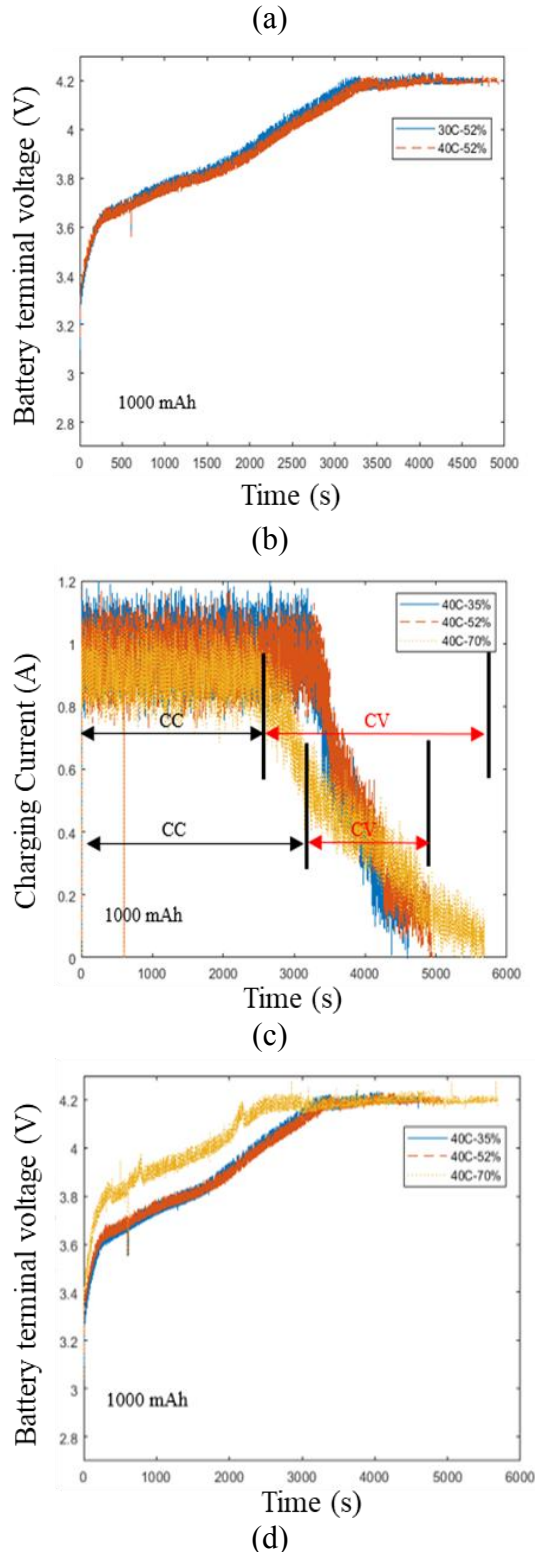 (a)
4.2
4
3.8
3.6
3.4
3.2
3
2.8
Battery terminal voltage (V)
30C-52%
40C-52%
1000 mAh
0 500 1000 1500 2000 2500 3000 3500 4000 4500 5000
Time (s)
(b)
1.2
1
0.8
0.6
0.4
0.2
0
Charging Current (A)
40C-35%
40C-52%
40C-70%
CC CV
CC CV
1000 mAh
0 1000 2000 3000 4000 5000 6000
Time (s)
(c)
4.2
4
3.8
3.6
3.4
3.2
3
2.8
Battery terminal voltage (V)
40C-35%
40C-52%
40C-70%
1000 mAh
0 1000 2000 3000 4000 5000 6000
Time (s)
(d)